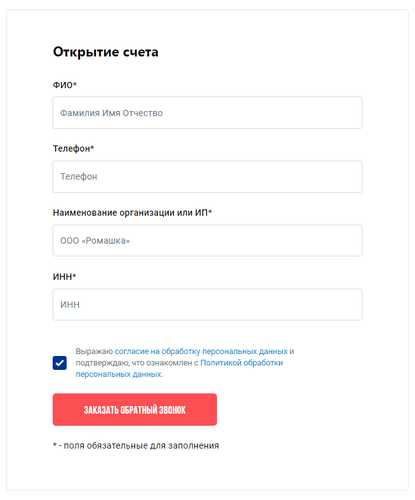 Открытие счета
ФИО*
Фамилия Имя Отчество
Телефон*
Телефон
Наименование организации или ИП*
ООО «Ромашка»
ИНН*
ИНН
Выражаю согласие на обработку персональных данных и
подтверждаю, что ознакомлен с Политикой обработки
персональных данных.
ЗАКАЗАТЬ ОБРАТНЫЙ ЗВОНОК
* - поля обязательные для заполнения